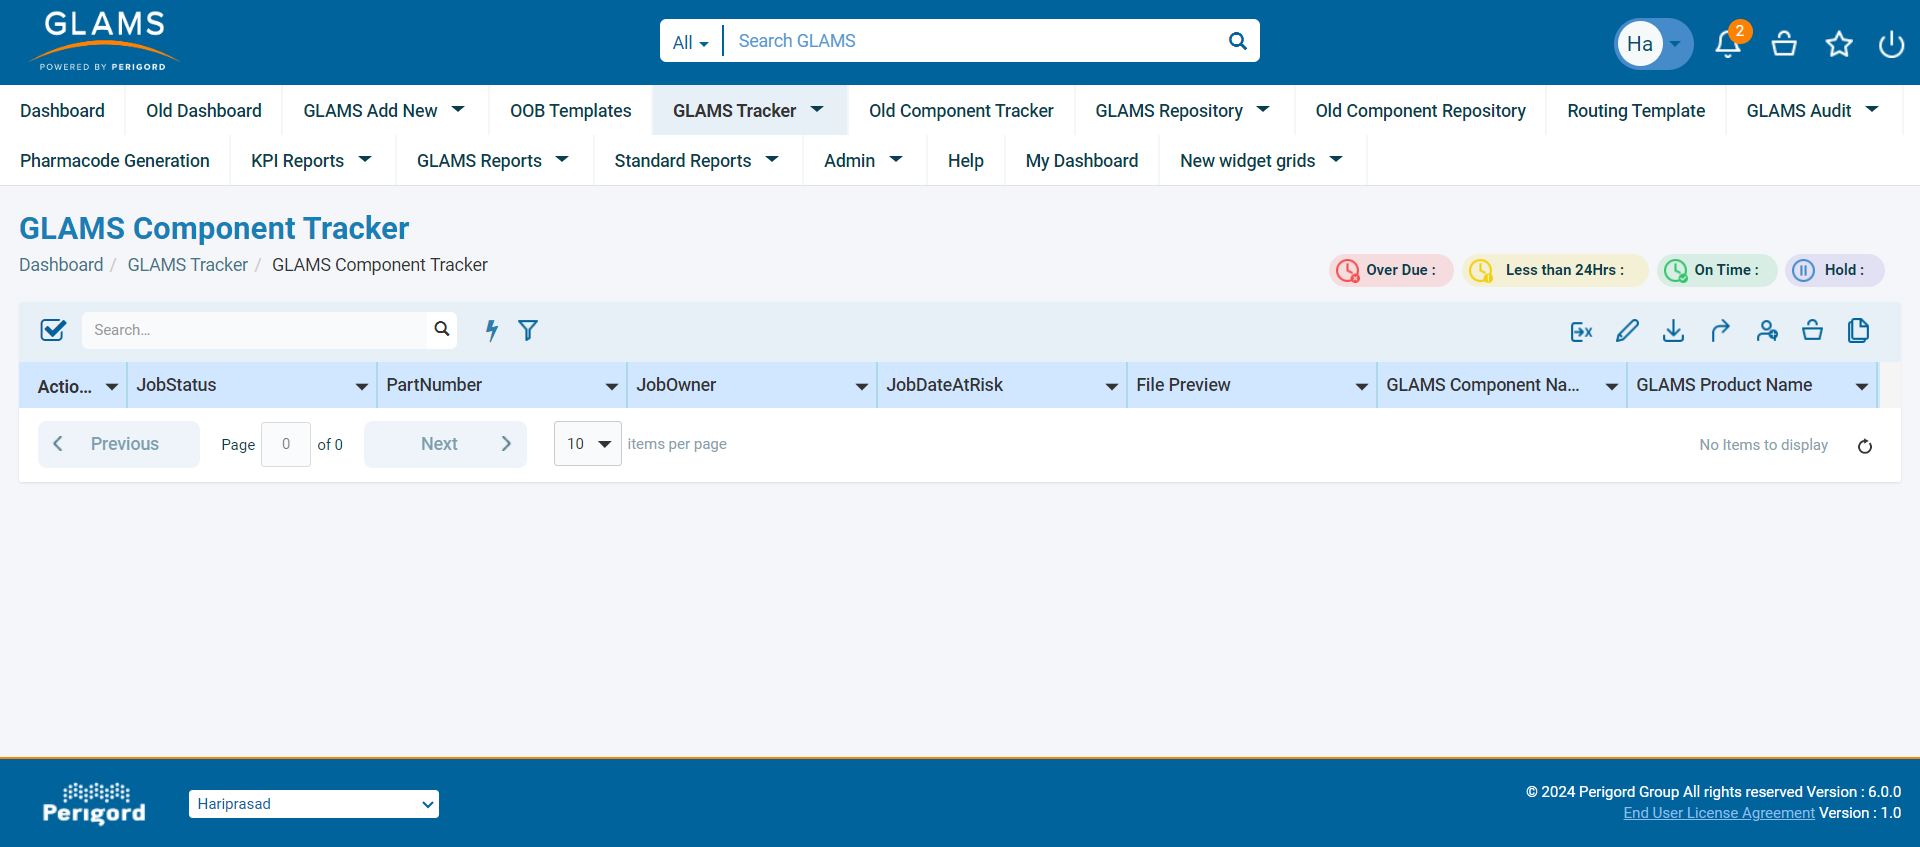 GLAMS
POWERED BY PERIGORD
All
Search GLAMS
Ha
2
Dashboard
Old Dashboard
GLAMS Add New
OOB Templates
GLAMS Tracker
Old Component Tracker
GLAMS Repository
Old Component Repository
Routing Template
GLAMS Audit
Pharmacode Generation
KPI Reports
GLAMS Reports
Standard Reports
Admin
Help
My Dashboard
New widget grids
GLAMS Component Tracker
Dashboard / GLAMS Tracker / GLAMS Component Tracker
Over Due :
Less than 24Hrs :
On Time :
Hold :
Search...
Actio...
JobStatus
PartNumber
JobOwner
JobDateAtRisk
File Preview
GLAMS Component Na...
GLAMS Product Name
Previous
Page 0 of 0
Next
10 items per page
No Items to display
Perigord
Hariprasad
© 2024 Perigord Group All rights reserved Version : 6.0.0
End User License Agreement Version : 1.0